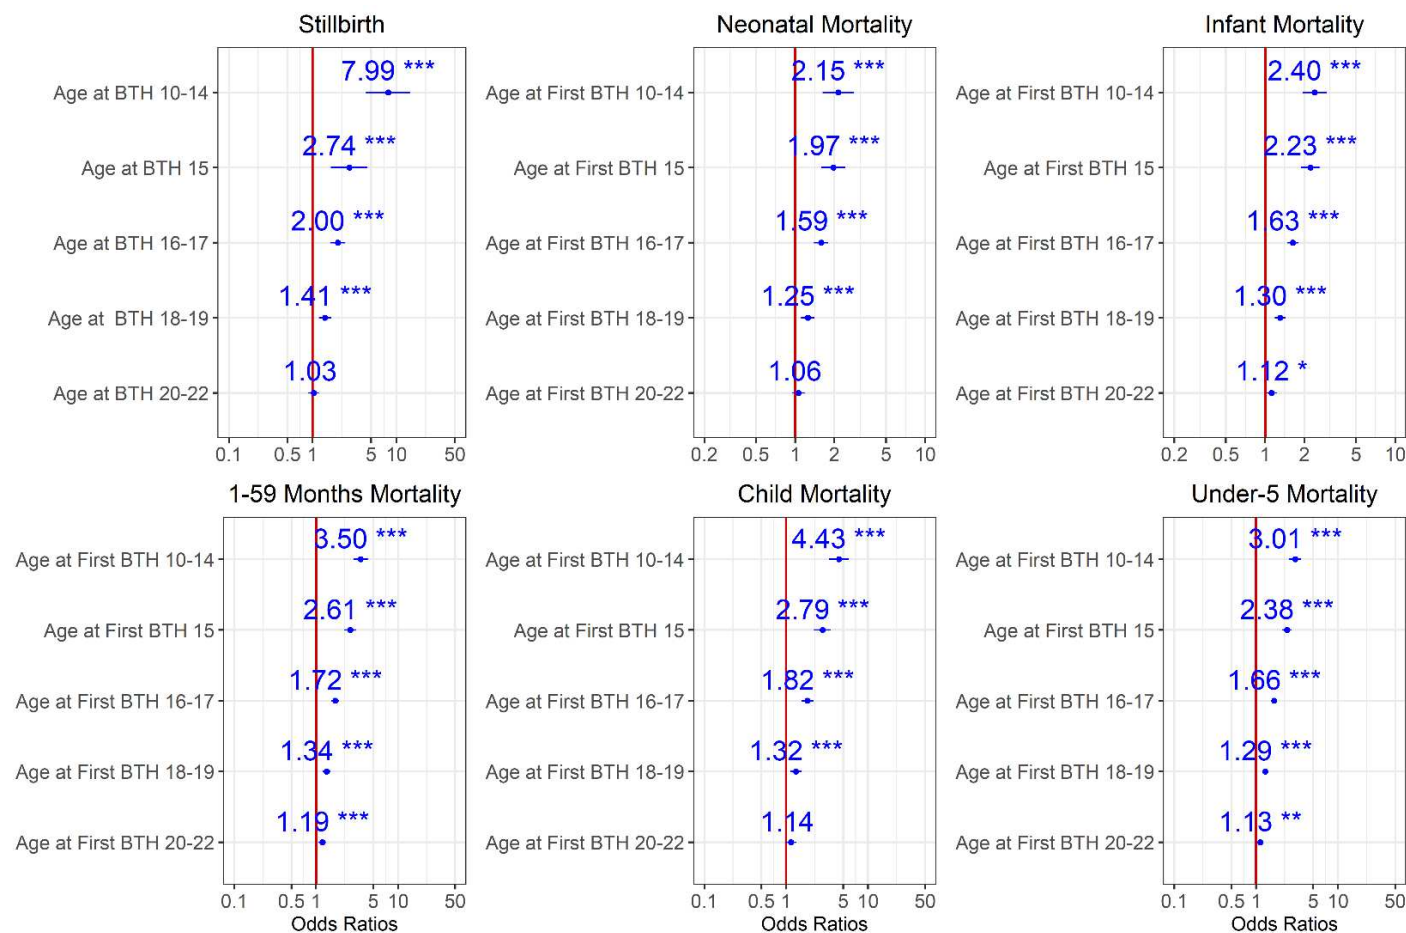 Stillbirth
Age at BTH 10-14
7.99 ***
Age at BTH 15
2.74 ***
Age at BTH 16-17
2.00 ***
Age at  BTH 18-19
1.41 ***
Age at BTH 20-22
1.03
0.1 0.5 1 5 10 50
Neonatal Mortality
Age at First BTH 10-14
2.15 ***
Age at First BTH 15
1.97 ***
Age at First BTH 16-17
1.59 ***
Age at First BTH 18-19
1.25 ***
Age at First BTH 20-22
1.06
0.2 0.5 1 2 5 10
Infant Mortality
Age at First BTH 10-14
2.40 ***
Age at First BTH 15
2.23 ***
Age at First BTH 16-17
1.63 ***
Age at First BTH 18-19
1.30 ***
Age at First BTH 20-22
1.12 *
0.2 0.5 1 2 5 10
1-59 Months Mortality
Age at First BTH 10-14
3.50 ***
Age at First BTH 15
2.61 ***
Age at First BTH 16-17
1.72 ***
Age at First BTH 18-19
1.34 ***
Age at First BTH 20-22
1.19 ***
0.1 0.5 1 5 10 50
Odds Ratios
Child Mortality
Age at First BTH 10-14
4.43 ***
Age at First BTH 15
2.79 ***
Age at First BTH 16-17
1.82 ***
Age at First BTH 18-19
1.32 ***
Age at First BTH 20-22
1.14
0.1 0.5 1 5 10 50
Odds Ratios
Under-5 Mortality
Age at First BTH 10-14
3.01 ***
Age at First BTH 15
2.38 ***
Age at First BTH 16-17
1.66 ***
Age at First BTH 18-19
1.29 ***
Age at First BTH 20-22
1.13 **
0.1 0.5 1 5 10 50
Odds Ratios